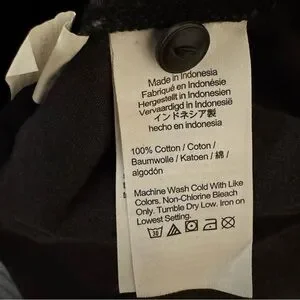 Made in Indonesia
Fabriqué en Indonésie
Hergestellt in Indonesien
Vervaardigd in Indonesië
インドネシア製
hecho en indonesia
100% Cotton / Coton /
Baumwolle / Katoen / 綿 /
algodón
Machine Wash Cold With Like
Colors. Non-Chlorine Bleach
Only. Tumble Dry Low. Iron on
Lowest Setting.
30